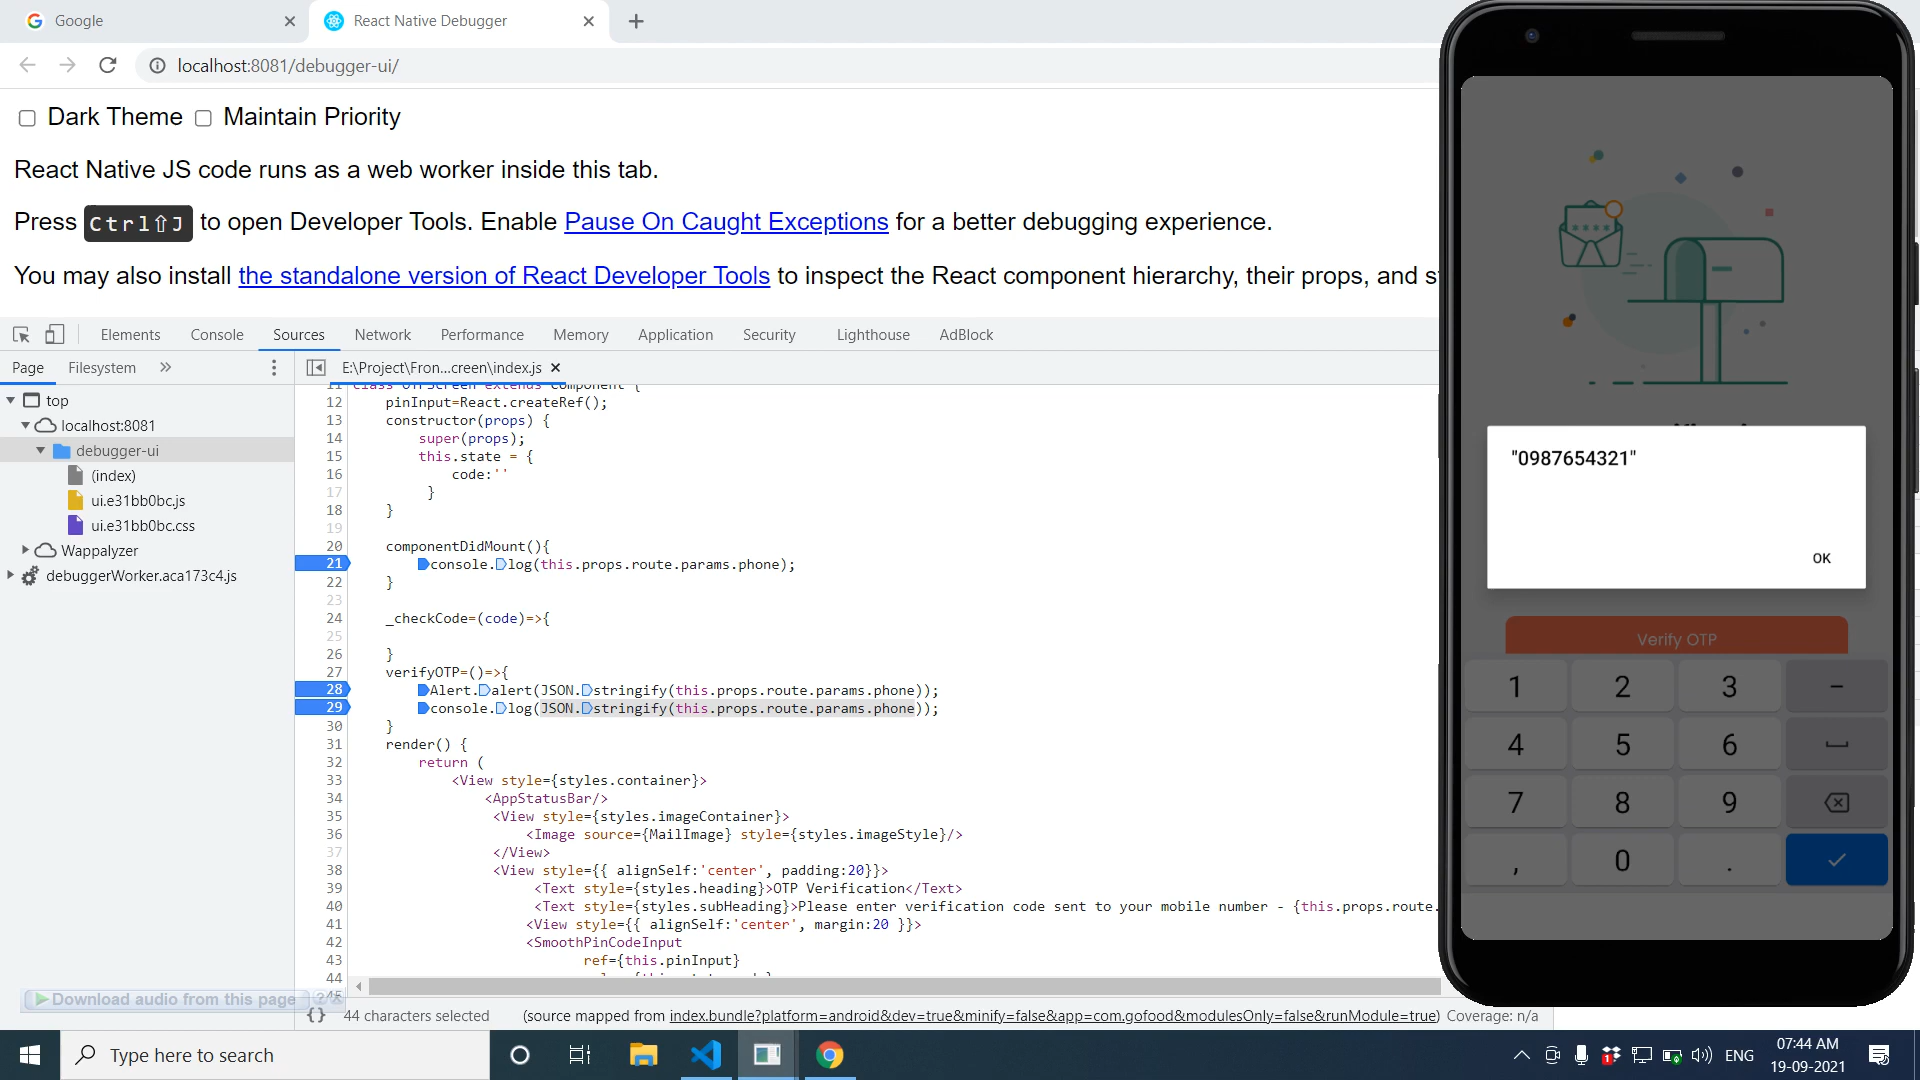 Google
React Native Debugger
localhost:8081/debugger-ui/
Dark Theme Maintain Priority
React Native JS code runs as a web worker inside this tab.
Press Ctrl⇧J to open Developer Tools. Enable Pause On Caught Exceptions for a better debugging experience.
You may also install the standalone version of React Developer Tools to inspect the React component hierarchy, their props, and
Elements Console Sources Network Performance Memory Application Security Lighthouse AdBlock
Page Filesystem »
E:\Project\Fron...creen\index.js
top
localhost:8081
debugger-ui
(index)
ui.e31bb0bc.js
ui.e31bb0bc.css
Wappalyzer
debuggerWorker.aca173c4.js
11 class OTPScreen extends Component {
12 pinInput=React.createRef();
13 constructor(props) {
14 super(props);
15 this.state = {
16 code:''
17 }
18 }
19
20 componentDidMount(){
21 console.log(this.props.route.params.phone);
22 }
23
24 _checkCode=(code)=>{
25
26 }
27 verifyOTP=()=>{
28 Alert.alert(JSON.stringify(this.props.route.params.phone));
29 console.log(JSON.stringify(this.props.route.params.phone));
30 }
31 render() {
32 return (
33 <View style={styles.container}>
34 <AppStatusBar/>
35 <View style={styles.imageContainer}>
36 <Image source={MailImage} style={styles.imageStyle}/>
37 </View>
38 <View style={{ alignSelf:'center', padding:20}}>
39 <Text style={styles.heading}>OTP Verification</Text>
40 <Text style={styles.subHeading}>Please enter verification code sent to your mobile number - {this.props.route.
41 <View style={{ alignSelf:'center', margin:20 }}>
42 <SmoothPinCodeInput
43 ref={this.pinInput}
44
45
Download audio from this page ? X
{} 44 characters selected (source mapped from index.bundle?platform=android&dev=true&minify=false&app=com.gofood&modulesOnly=false&runModule=true) Coverage: n/a
"0987654321"
OK
Verify OTP
1 2 3 −
4 5 6
7 8 9
, 0 .
Type here to search
1
ENG
07:44 AM
19-09-2021